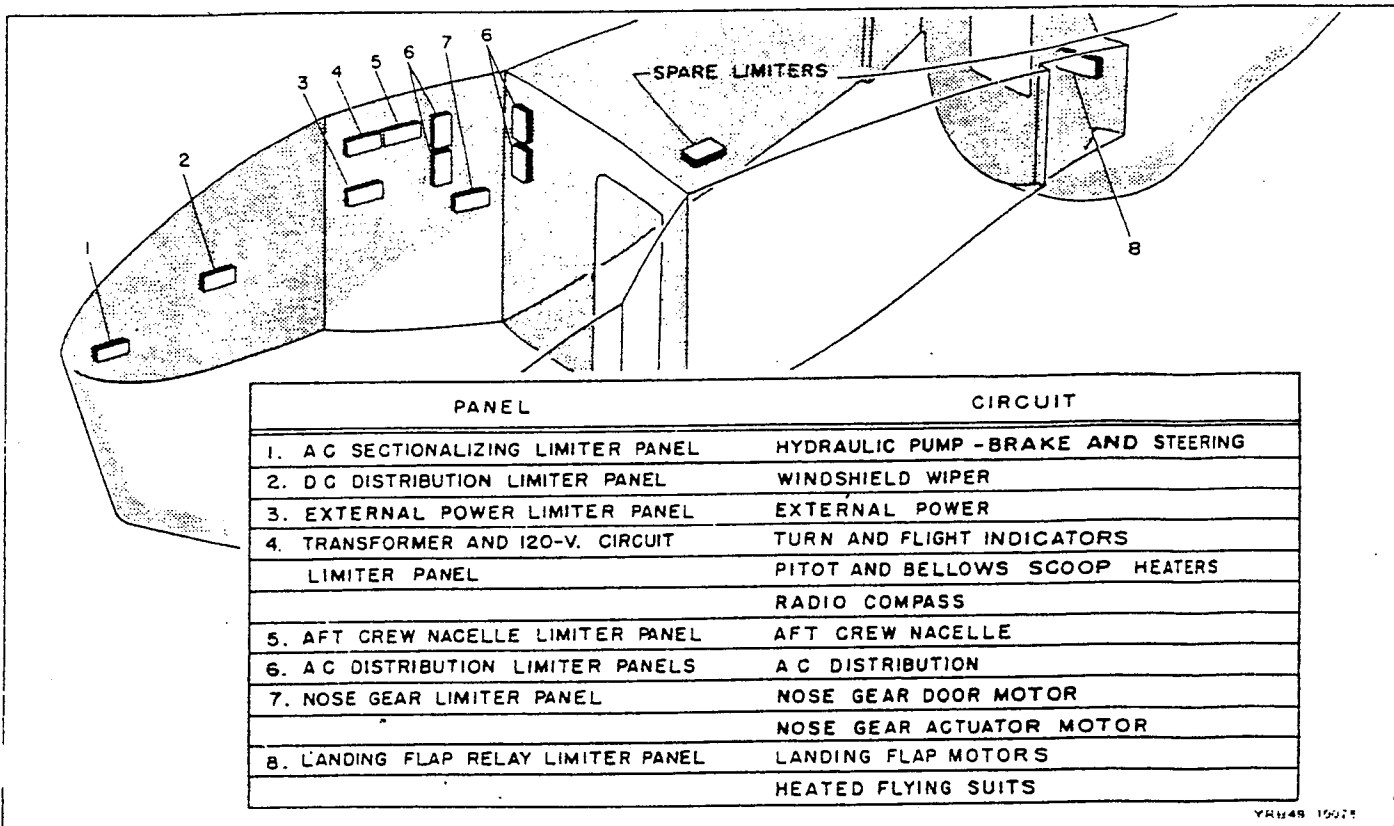 3
4
5
6
7
6
SPARE LIMITERS
2
1
8
PANEL CIRCUIT
1. A C SECTIONALIZING LIMITER PANEL HYDRAULIC PUMP - BRAKE AND STEERING
2. D C DISTRIBUTION LIMITER PANEL WINDSHIELD WIPER
3. EXTERNAL POWER LIMITER PANEL EXTERNAL POWER
4. TRANSFORMER AND 120-V. CIRCUIT TURN AND FLIGHT INDICATORS
LIMITER PANEL PITOT AND BELLOWS SCOOP HEATERS
RADIO COMPASS
5. AFT CREW NACELLE LIMITER PANEL AFT CREW NACELLE
6. A C DISTRIBUTION LIMITER PANELS A C DISTRIBUTION
7. NOSE GEAR LIMITER PANEL NOSE GEAR DOOR MOTOR
NOSE GEAR ACTUATOR MOTOR
8. LANDING FLAP RELAY LIMITER PANEL LANDING FLAP MOTORS
HEATED FLYING SUITS